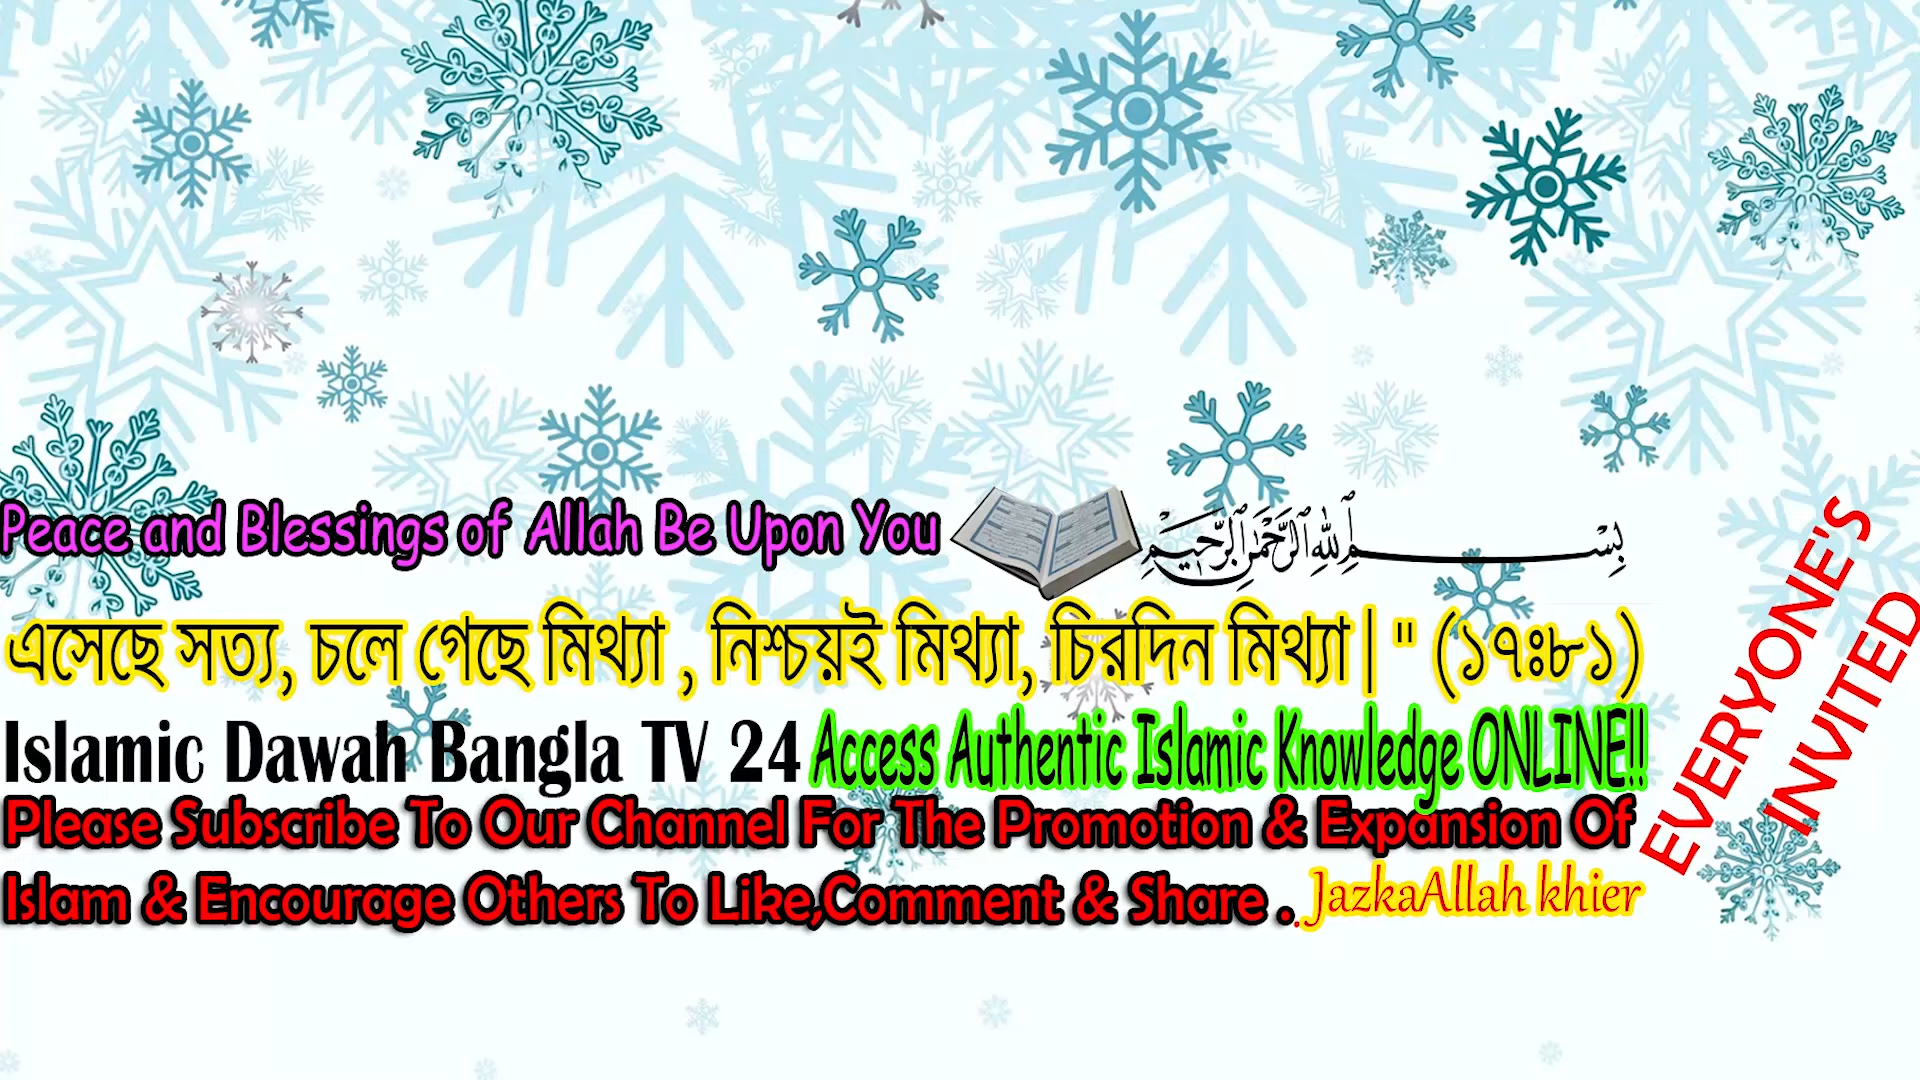 Peace and Blessings of Allah Be Upon You
بِسْمِ اللهِ الرَّحْمٰنِ الرَّحِيْمِ
এসেছে সত্য, চলে গেছে মিথ্যা , নিশ্চয়ই মিথ্যা, চিরদিন মিথ্যা| " (১৭ঃ৮১)
Islamic Dawah Bangla TV 24 Access Authentic Islamic Knowledge ONLINE!!
Please Subscribe To Our Channel For The Promotion & Expansion Of
Islam & Encourage Others To Like,Comment & Share .. JazkaAllah khier
EVERYONE'S
INVITED